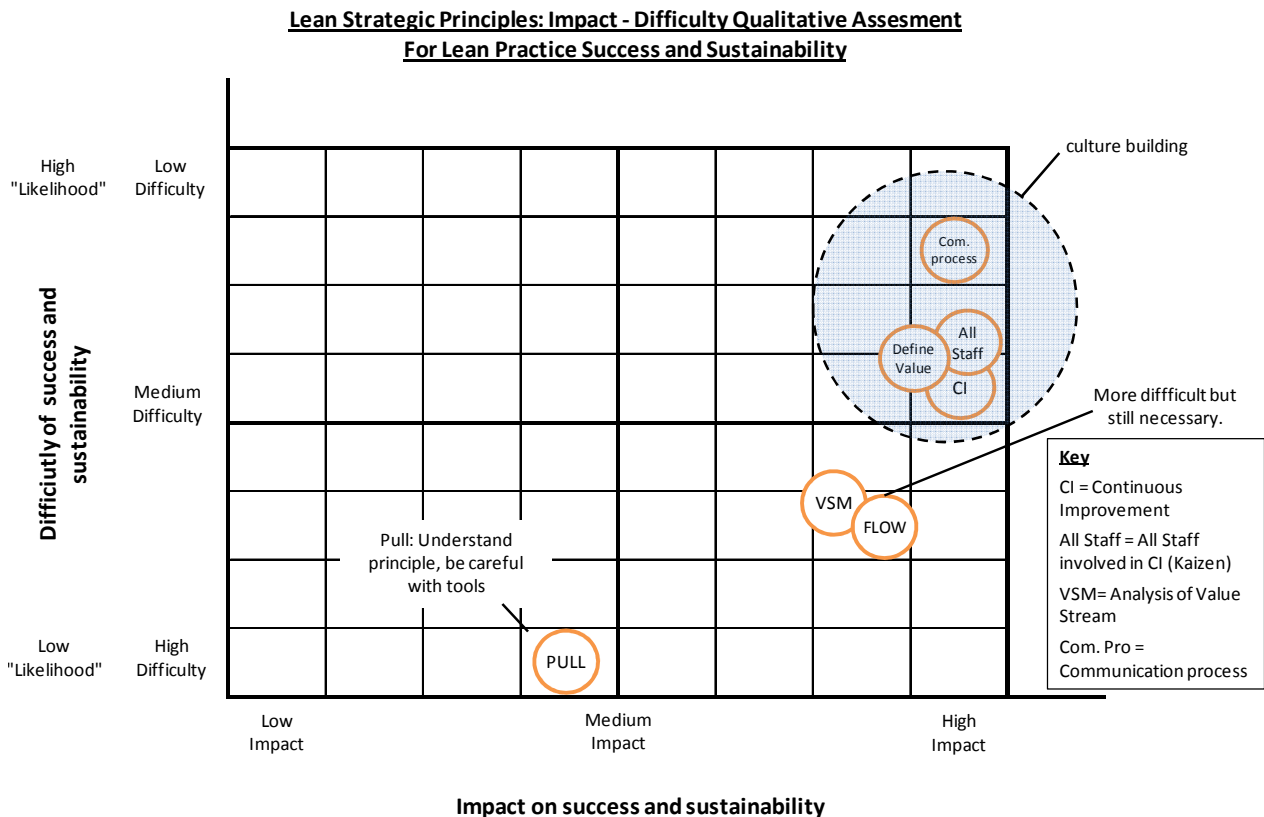 Lean Strategic Principles: Impact - Difficulty Qualitative Assesment
For Lean Practice Success and Sustainability
culture building
High
"Likelihood"
Low
Difficulty
Com.
process
All
Staff
Define
Value
CI
Difficiutly of success and
sustainability
Medium
Difficulty
More diffficult but
still necessary.
Key
CI = Continuous
Improvement
All Staff = All Staff
involved in CI (Kaizen)
VSM= Analysis of Value
Stream
Com. Pro =
Communication process
VSM
FLOW
Pull: Understand
principle, be careful
with tools
PULL
Low
"Likelihood"
High
Difficulty
Low
Impact
Medium
Impact
High
Impact
Impact on success and sustainability